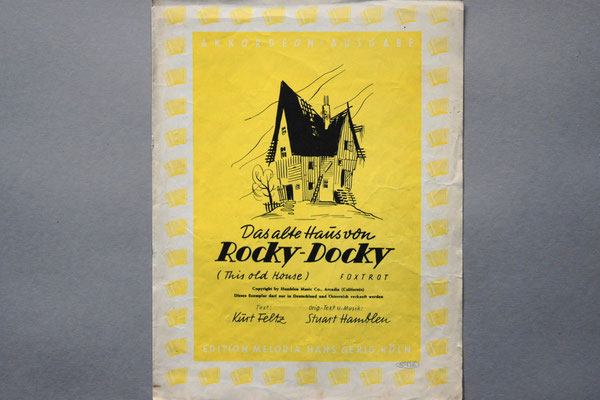 AKKORDEON-AUSGABE
Das alte Haus von
Rocky-Docky
(This old House) FOXTROT
Copyright by Hamblen Music Co., Arcadia (California)
Dieses Exemplar darf nur in Deutschland und Österreich verkauft werden
Text: Orig.-Text u. Musik:
Kurt Feltz Stuart Hamblen
EDITION MELODIA HANS GERIG, KÖLN